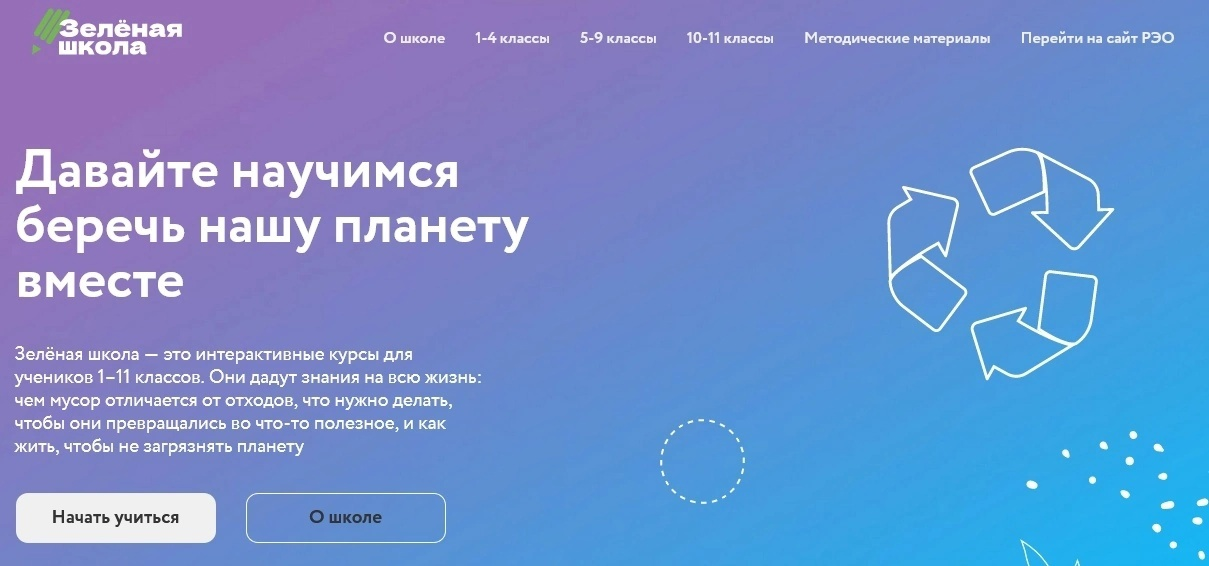 Зелёная
школа
О школе 1-4 классы 5-9 классы 10-11 классы Методические материалы Перейти на сайт РЭО
Давайте научимся
беречь нашу планету
вместе
Зелёная школа — это интерактивные курсы для
учеников 1–11 классов. Они дадут знания на всю жизнь:
чем мусор отличается от отходов, что нужно делать,
чтобы они превращались во что-то полезное, и как
жить, чтобы не загрязнять планету
Начать учиться О школе